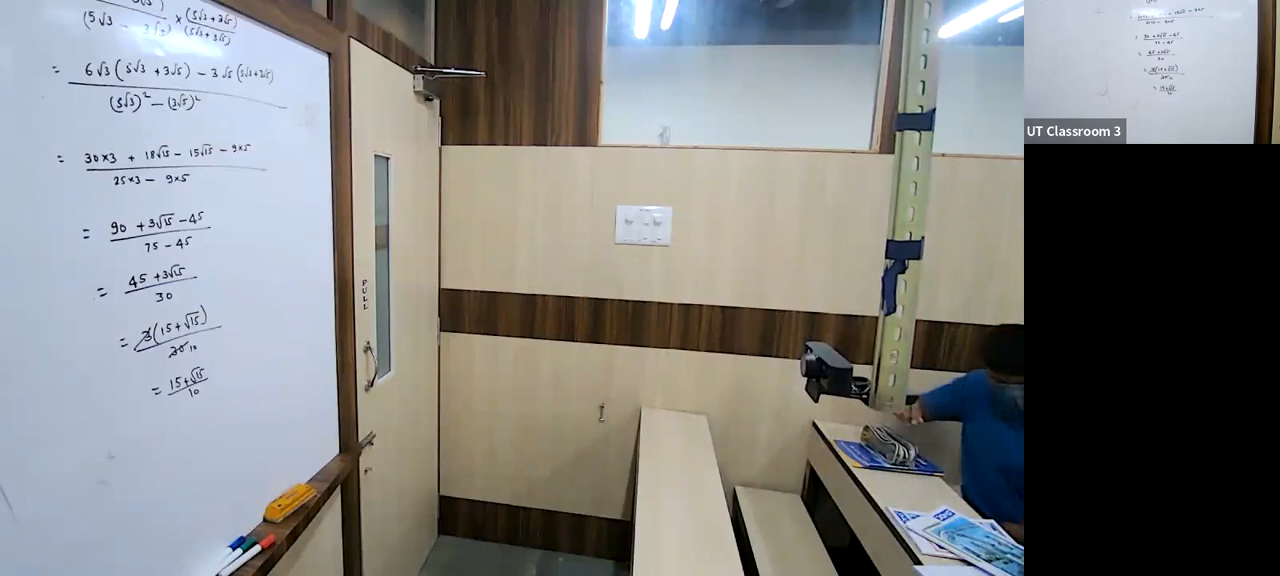 (5√3 - 3√5) × (5√3+3√5)
(5√3+3√5)
= 6√3(5√3+3√5) - 3√5(5√3+3√5)
(5√3)² - (3√5)²
= 30×3 + 18√15 - 15√15 - 9×5
25×3 - 9×5
= 90 + 3√15 - 45
75 - 45
= 45 + 3√15
30
= 3(15+√15)
30 10
= 15+√15
10
PULL
UT Classroom 3